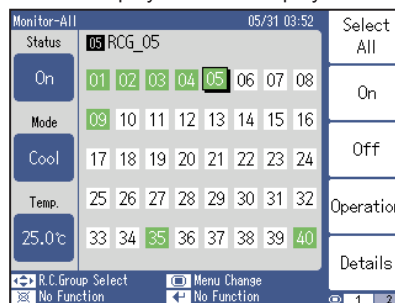 Monitor-All 05/31 03:52
Status
On
Mode
Cool
Temp.
25.0°c
05 RCG_05
01 02 03 04 05 06 07 08
09 10 11 12 13 14 15 16
17 18 19 20 21 22 23 24
25 26 27 28 29 30 31 32
33 34 35 36 37 38 39 40
Select
All
On
Off
Operatio
Details
R.C.Group Select Menu Change
No Function No Function
1 2